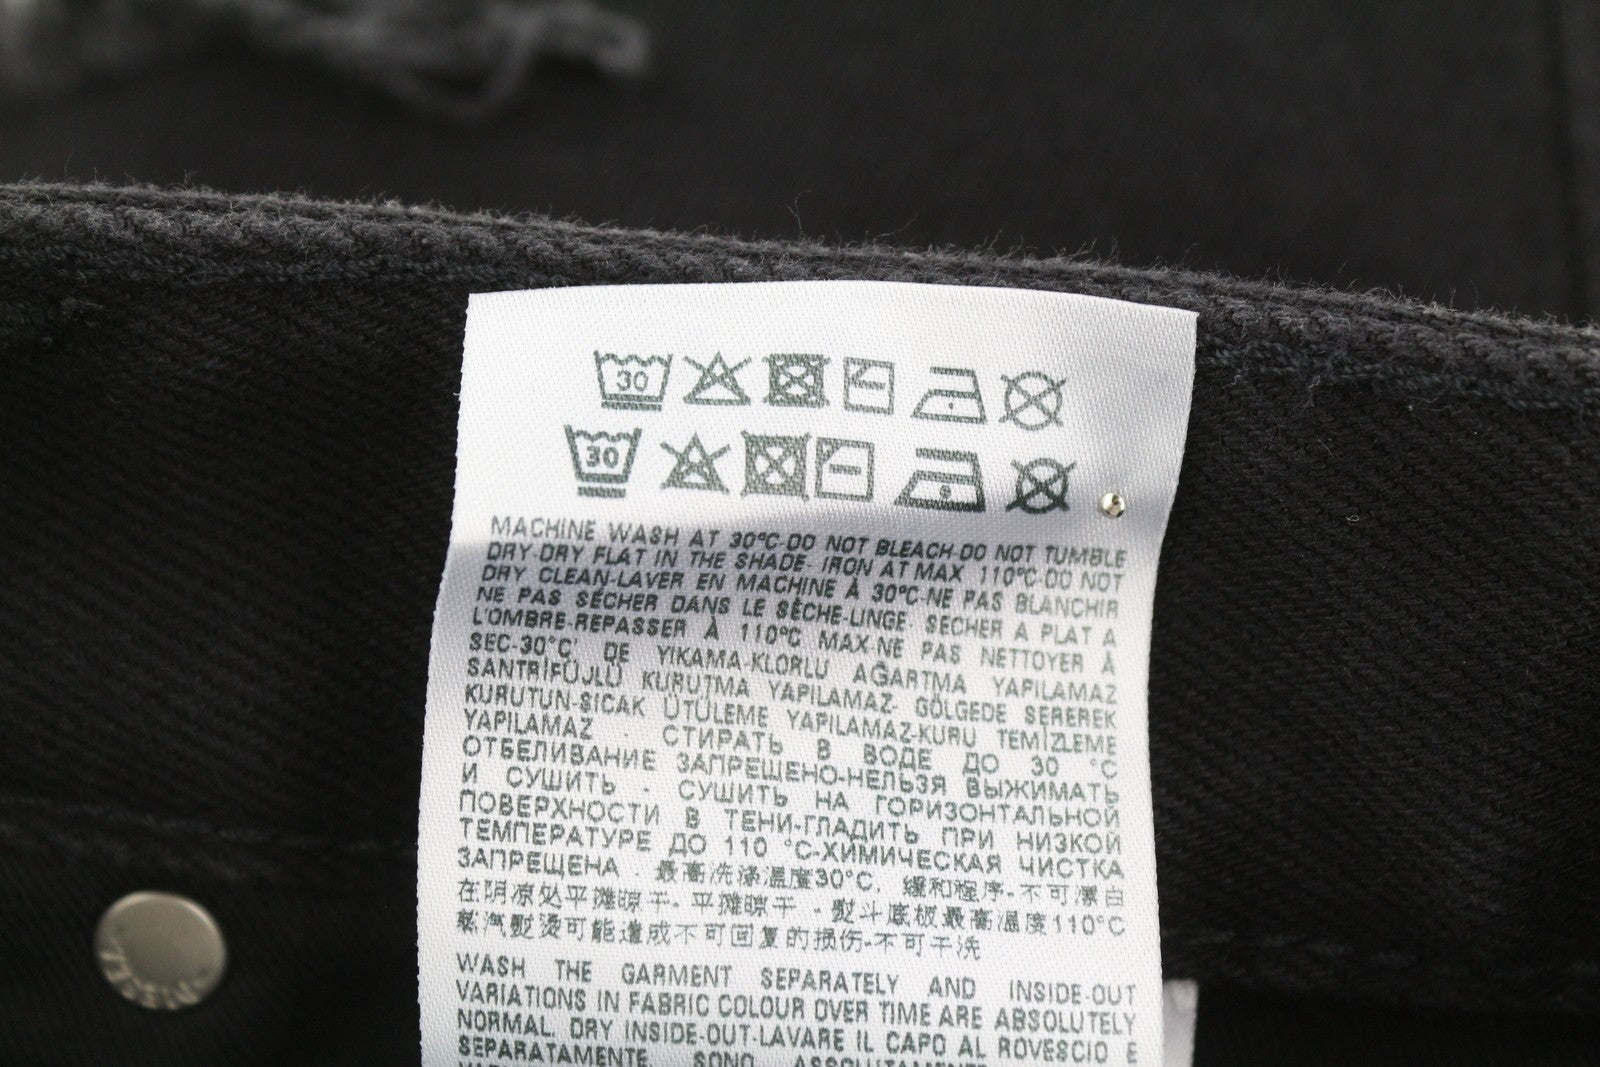 30
30
MACHINE WASH AT 30°C-DO NOT BLEACH-DO NOT TUMBLE
DRY-DRY FLAT IN THE SHADE- IRON AT MAX 110°C-DO NOT
DRY CLEAN-LAVER EN MACHINE À 30°C-NE PAS BLANCHIR
NE PAS SÉCHER DANS LE SÈCHE-LINGE- SECHER A PLAT A
L'OMBRE-REPASSER À 110°C MAX-NE PAS NETTOYER À
SEC-30°C' DE YIKAMA-KLORLU AĞARTMA YAPILAMAZ
SANTRİFÜJLÜ KURUTMA YAPILAMAZ- GÖLGEDE SEREREK
KURUTUN-SICAK ÜTÜLEME YAPILAMAZ-KURU TEMİZLEME
YAPILAMAZ . СТИРАТЬ В ВОДЕ ДО 30 °C
ОТБЕЛИВАНИЕ ЗАПРЕЩЕНО-НЕЛЬЗЯ ВЫЖИМАТЬ
И СУШИТЬ - СУШИТЬ НА ГОРИЗОНТАЛЬНОЙ
ПОВЕРХНОСТИ В ТЕНИ-ГЛАДИТЬ ПРИ НИЗКОЙ
ТЕМПЕРАТУРЕ ДО 110 °C-ХИМИЧЕСКАЯ ЧИСТКА
ЗАПРЕЩЕНА . 最高洗涤温度30°C, 缓和程序-不可漂白
在阴凉处平摊晾干- 平摊晾干 - 熨斗底板最高温度110°C
蒸汽熨烫可能造成不可回复的损伤-不可干洗
WASH THE GARMENT SEPARATELY AND INSIDE-OUT
VARIATIONS IN FABRIC COLOUR OVER TIME ARE ABSOLUTELY
NORMAL. DRY INSIDE-OUT-LAVARE IL CAPO AL ROVESCIO E
SEPARATAMENTE. SONO